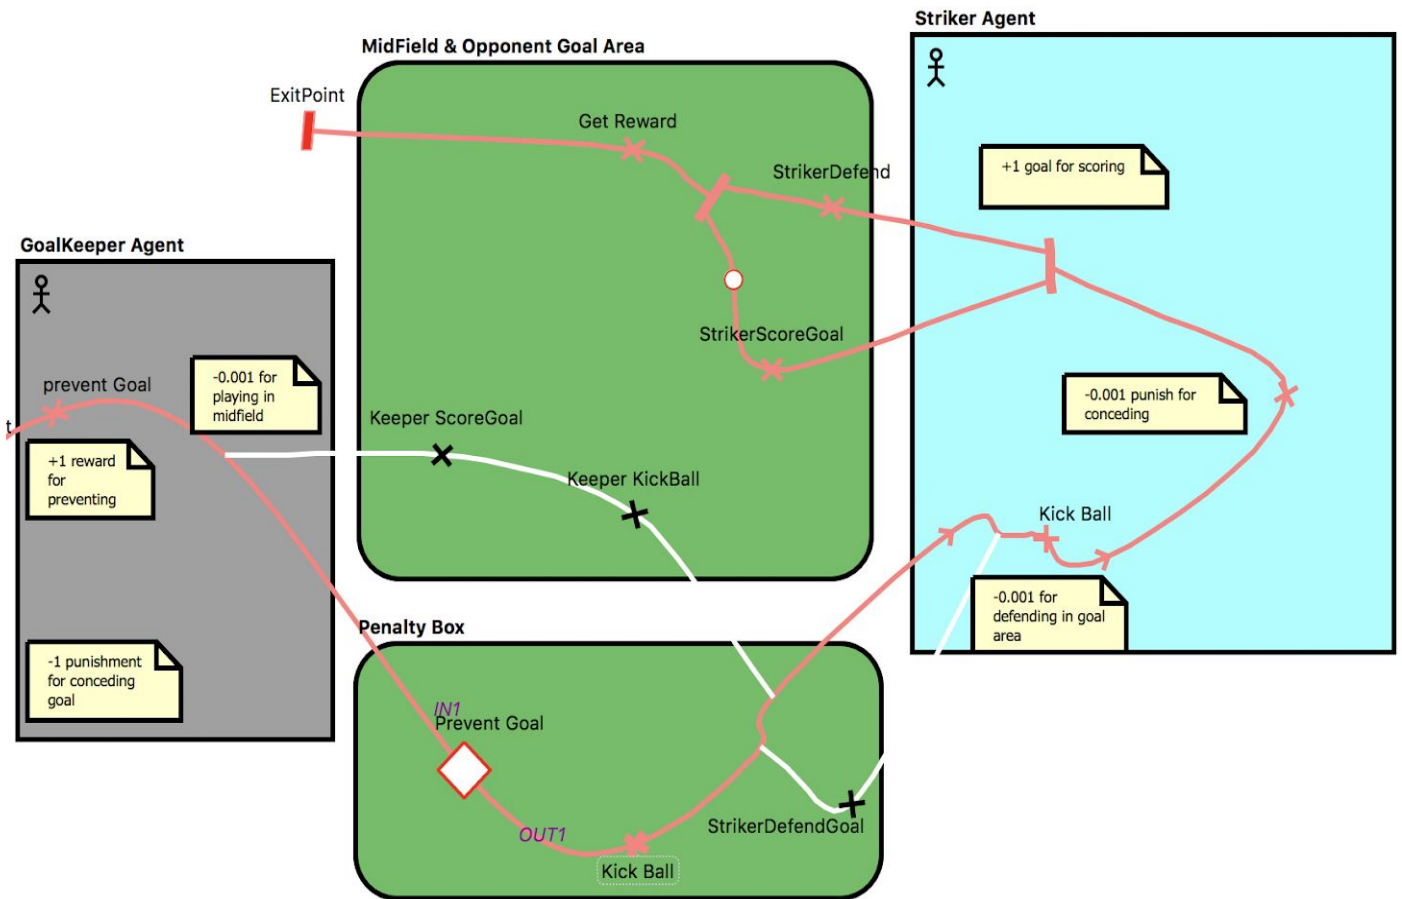 Striker Agent
MidField & Opponent Goal Area
ExitPoint
Get Reward
StrikerDefend
+1 goal for scoring
GoalKeeper Agent
StrikerScoreGoal
prevent Goal
-0.001 for
playing in
midfield
-0.001 punish for
conceding
t
Keeper ScoreGoal
+1 reward
for
preventing
Keeper KickBall
Kick Ball
-0.001 for
defending in goal
area
Penalty Box
-1 punishment
for conceding
goal
IN1
Prevent Goal
OUT1
StrikerDefendGoal
Kick Ball